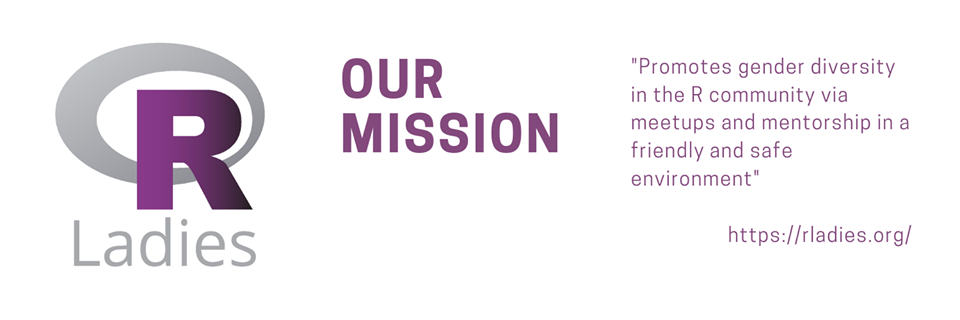 R
Ladies
OUR
MISSION
"Promotes gender diversity
in the R community via
meetups and mentorship in a
friendly and safe
environment"
https://rladies.org/